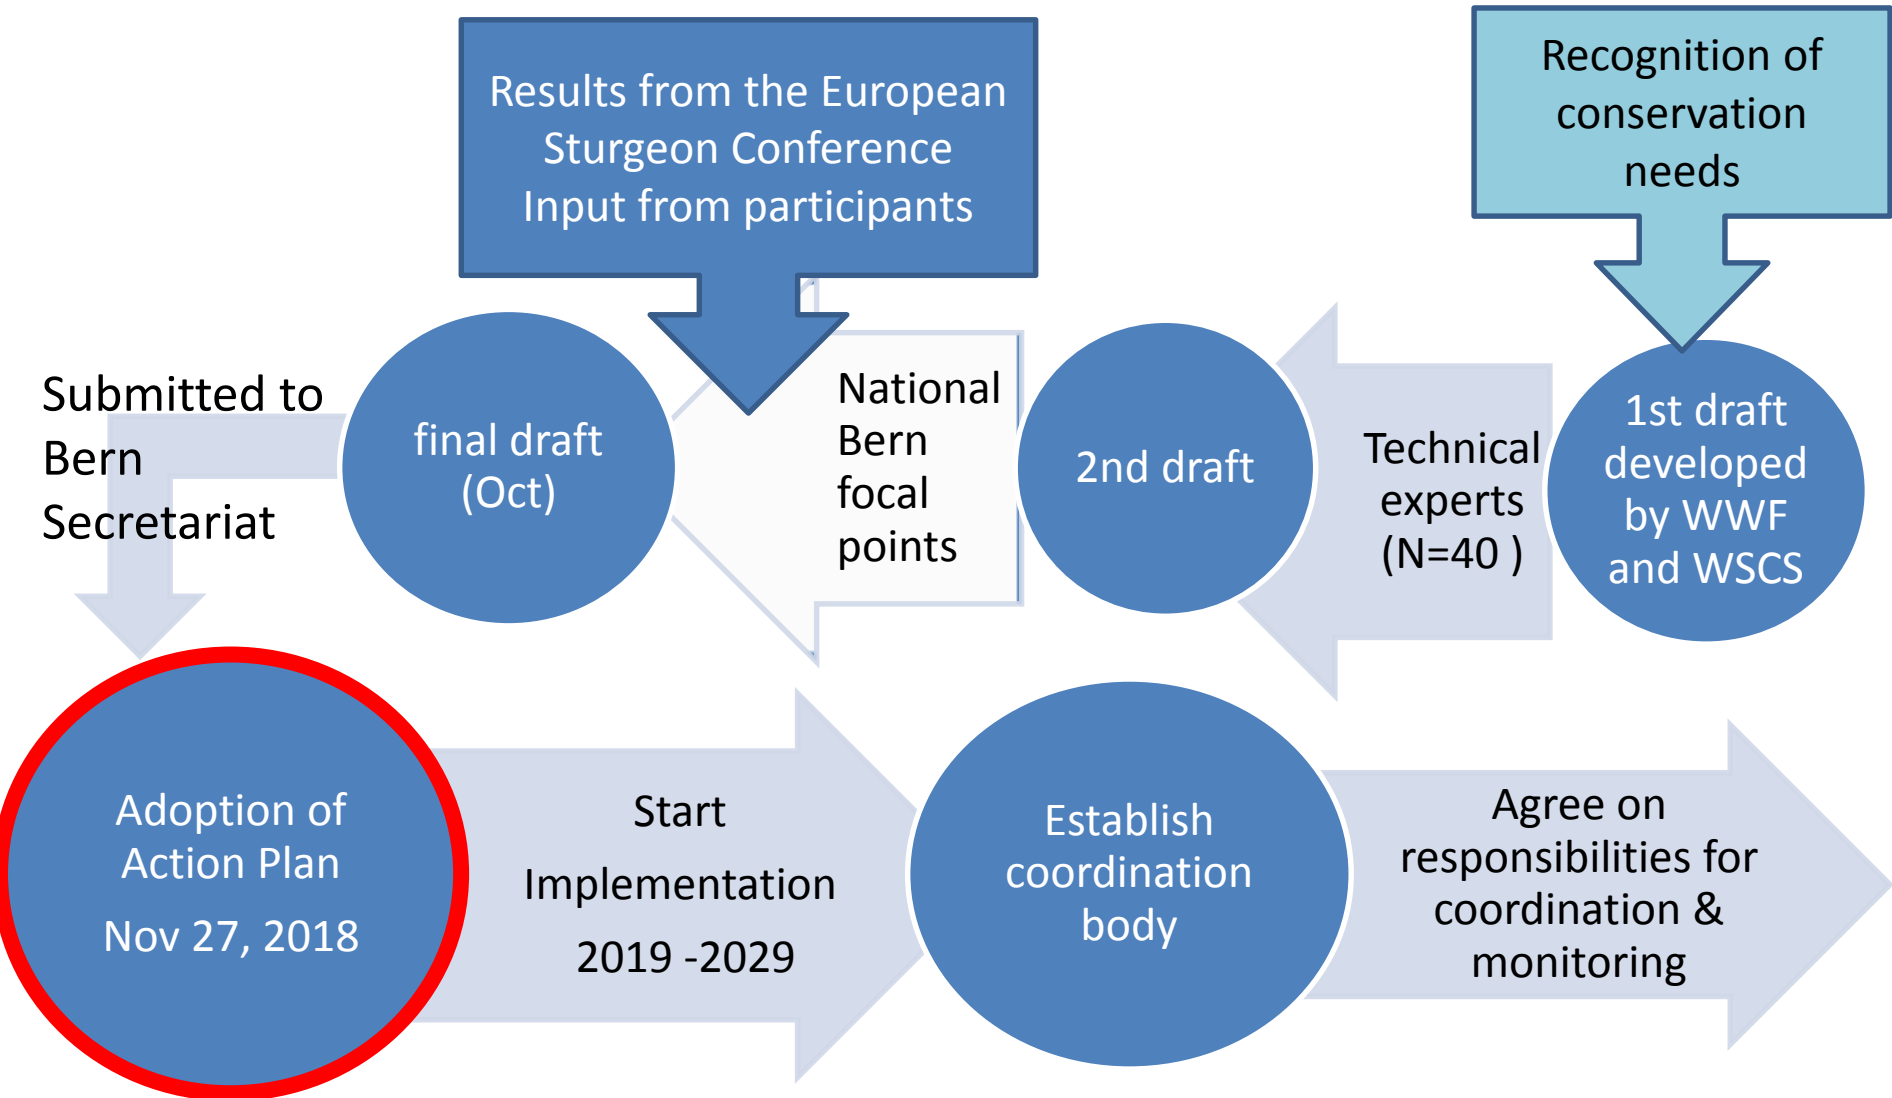 Results from the European
Sturgeon Conference
Input from participants
Recognition of
conservation
needs
Submitted to
Bern
Secretariat
final draft
(Oct)
National
Bern
focal
points
2nd draft
Technical
experts
(N=40 )
1st draft
developed
by WWF
and WSCS
Adoption of
Action Plan
Nov 27, 2018
Start
Implementation
2019 -2029
Establish
coordination
body
Agree on
responsibilities for
coordination &
monitoring